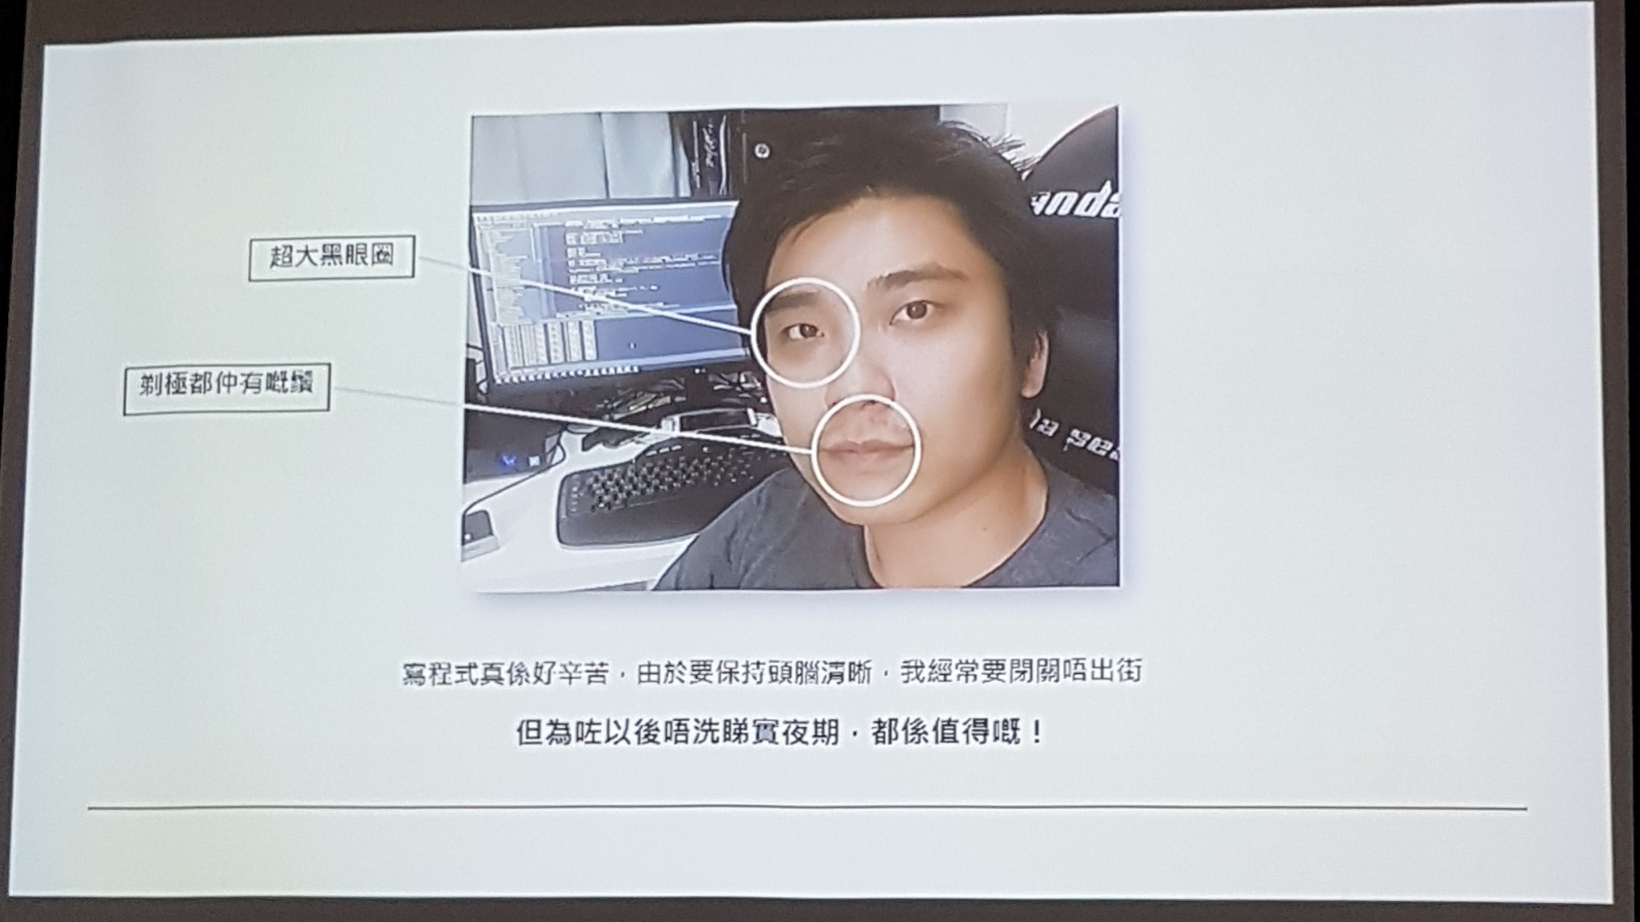 超大黑眼圈
剃極都仲有嘅鬚
寫程式真係好辛苦，由於要保持頭腦清晰，我經常要閉關唔出街
但為咗以後唔洗睇實夜期，都係值得嘅！
anda